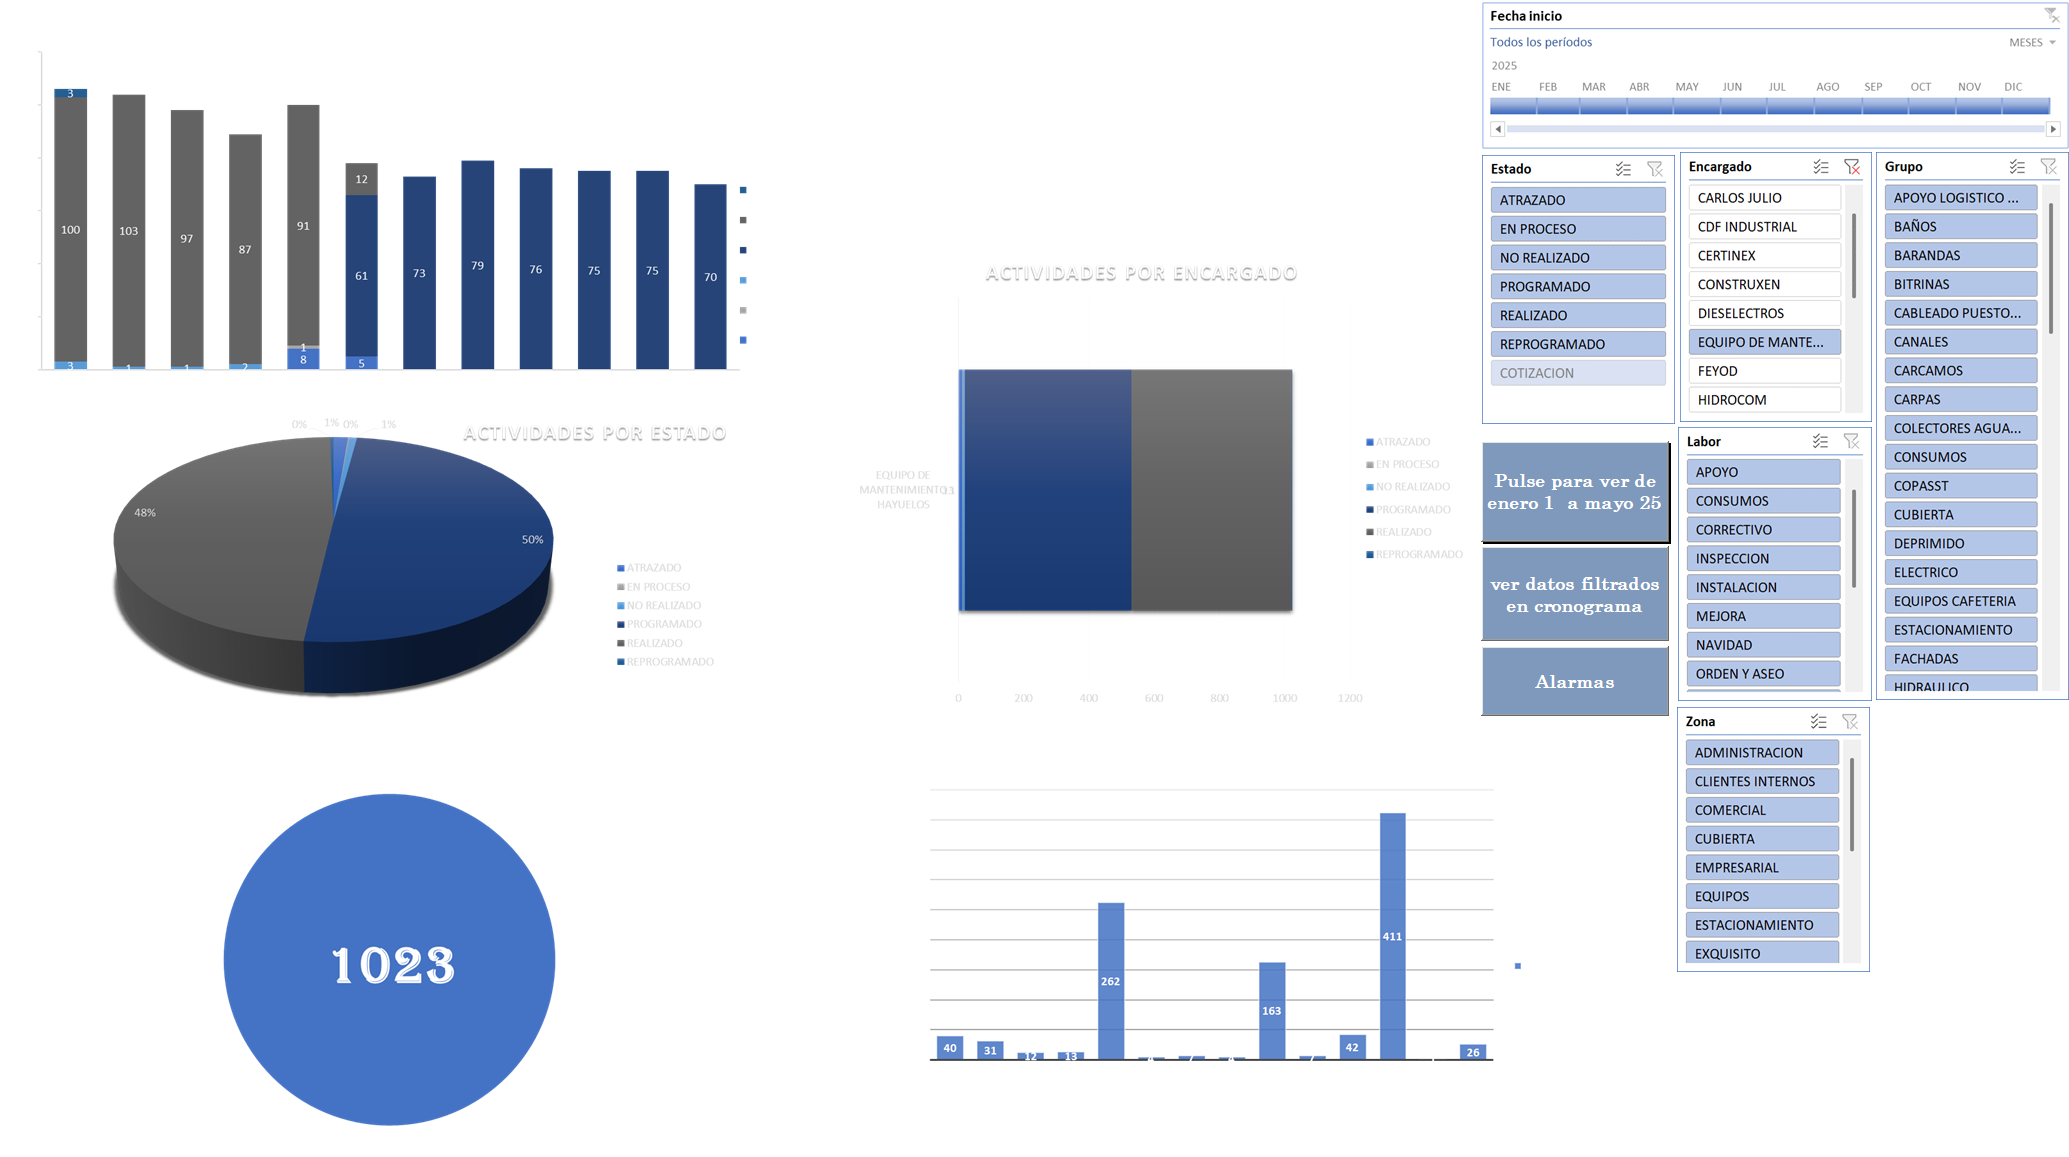 3
100
103
97
87
91
12
61
73
79
76
75
75
70
3
1
1
2
1
8
5
ACTIVIDADES POR ESTADO
0%
1%
0%
1%
48%
50%
ATRAZADO
EN PROCESO
NO REALIZADO
PROGRAMADO
REALIZADO
REPROGRAMADO
1023
ACTIVIDADES POR ENCARGADO
EQUIPO DE
MANTENIMIENTO
HAYUELOS
ATRAZADO
EN PROCESO
NO REALIZADO
PROGRAMADO
REALIZADO
REPROGRAMADO
0 200 400 600 800 1000 1200
40
31
12
13
262
4
7
4
163
7
42
411
26
Fecha inicio
Todos los períodos
MESES
2025
ENE FEB MAR ABR MAY JUN JUL AGO SEP OCT NOV DIC
Estado
ATRAZADO
EN PROCESO
NO REALIZADO
PROGRAMADO
REALIZADO
REPROGRAMADO
COTIZACION
Encargado
CARLOS JULIO
CDF INDUSTRIAL
CERTINEX
CONSTRUXEN
DIESELECTROS
EQUIPO DE MANTE...
FEYOD
HIDROCOM
Grupo
APOYO LOGISTICO ...
BAÑOS
BARANDAS
BITRINAS
CABLEADO PUESTO...
CANALES
CARCAMOS
CARPAS
COLECTORES AGUA...
CONSUMOS
COPASST
CUBIERTA
DEPRIMIDO
ELECTRICO
EQUIPOS CAFETERIA
ESTACIONAMIENTO
FACHADAS
HIDRAULICO
Pulse para ver de
enero 1 a mayo 25
ver datos filtrados
en cronograma
Alarmas
Labor
APOYO
CONSUMOS
CORRECTIVO
INSPECCION
INSTALACION
MEJORA
NAVIDAD
ORDEN Y ASEO
Zona
ADMINISTRACION
CLIENTES INTERNOS
COMERCIAL
CUBIERTA
EMPRESARIAL
EQUIPOS
ESTACIONAMIENTO
EXQUISITO